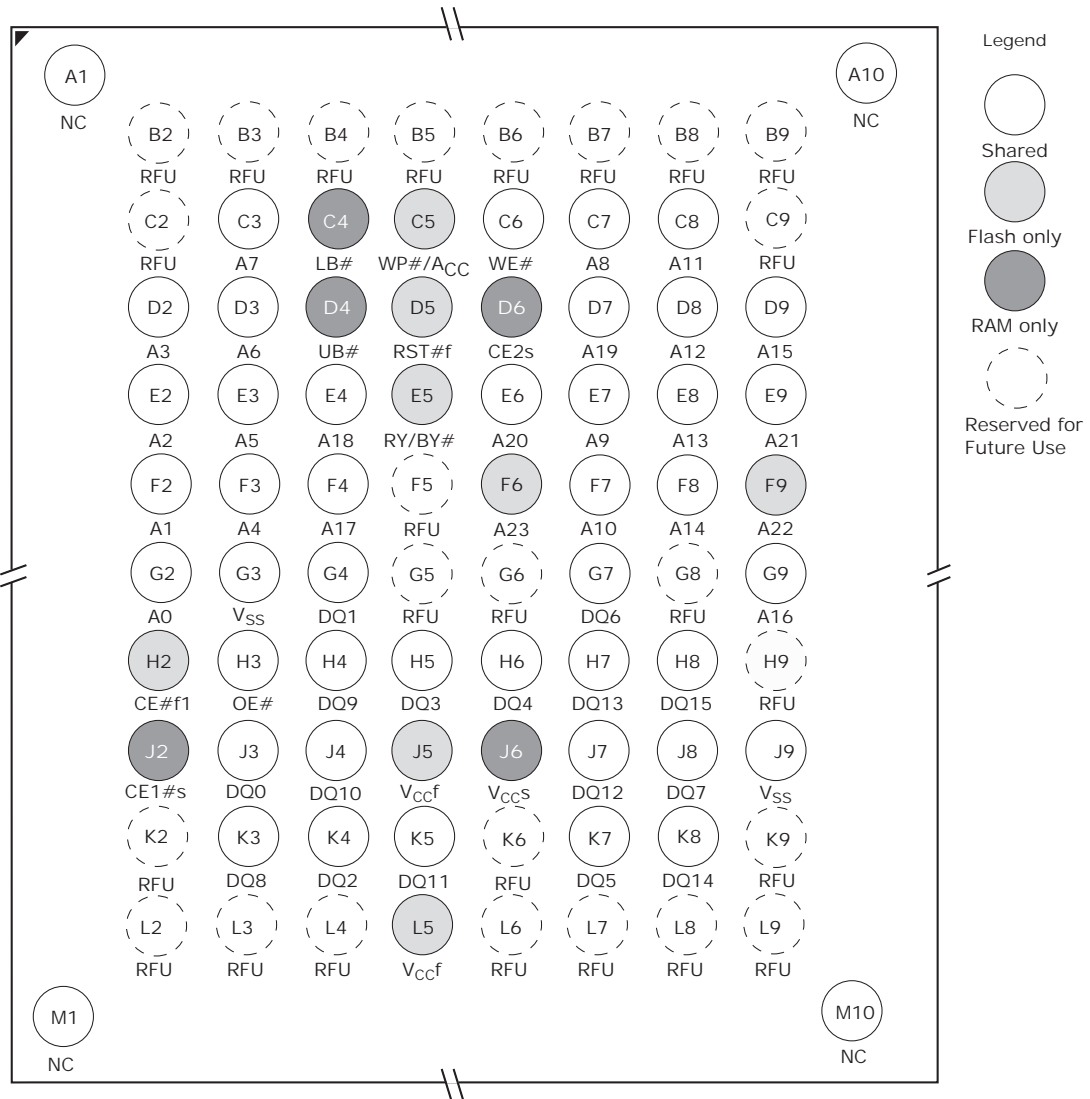 Legend
A1 A10
NC NC
Shared
B2 B3 B4 B5 B6 B7 B8 B9
RFU RFU RFU RFU RFU RFU RFU RFU
C2 C3 C4 C5 C6 C7 C8 C9
Flash only
RFU A7 LB# WP#/ACC WE# A8 A11 RFU
D2 D3 D4 D5 D6 D7 D8 D9
RAM only
A3 A6 UB# RST#f CE2s A19 A12 A15
E2 E3 E4 E5 E6 E7 E8 E9
Reserved for
Future Use
A2 A5 A18 RY/BY# A20 A9 A13 A21
F2 F3 F4 F5 F6 F7 F8 F9
A1 A4 A17 RFU A23 A10 A14 A22
G2 G3 G4 G5 G6 G7 G8 G9
A0 VSS DQ1 RFU RFU DQ6 RFU A16
H2 H3 H4 H5 H6 H7 H8 H9
CE#f1 OE# DQ9 DQ3 DQ4 DQ13 DQ15 RFU
J2 J3 J4 J5 J6 J7 J8 J9
CE1#s DQ0 DQ10 VCCf VCCs DQ12 DQ7 VSS
K2 K3 K4 K5 K6 K7 K8 K9
RFU DQ8 DQ2 DQ11 RFU DQ5 DQ14 RFU
L2 L3 L4 L5 L6 L7 L8 L9
RFU RFU RFU VCCf RFU RFU RFU RFU
M1 M10
NC NC